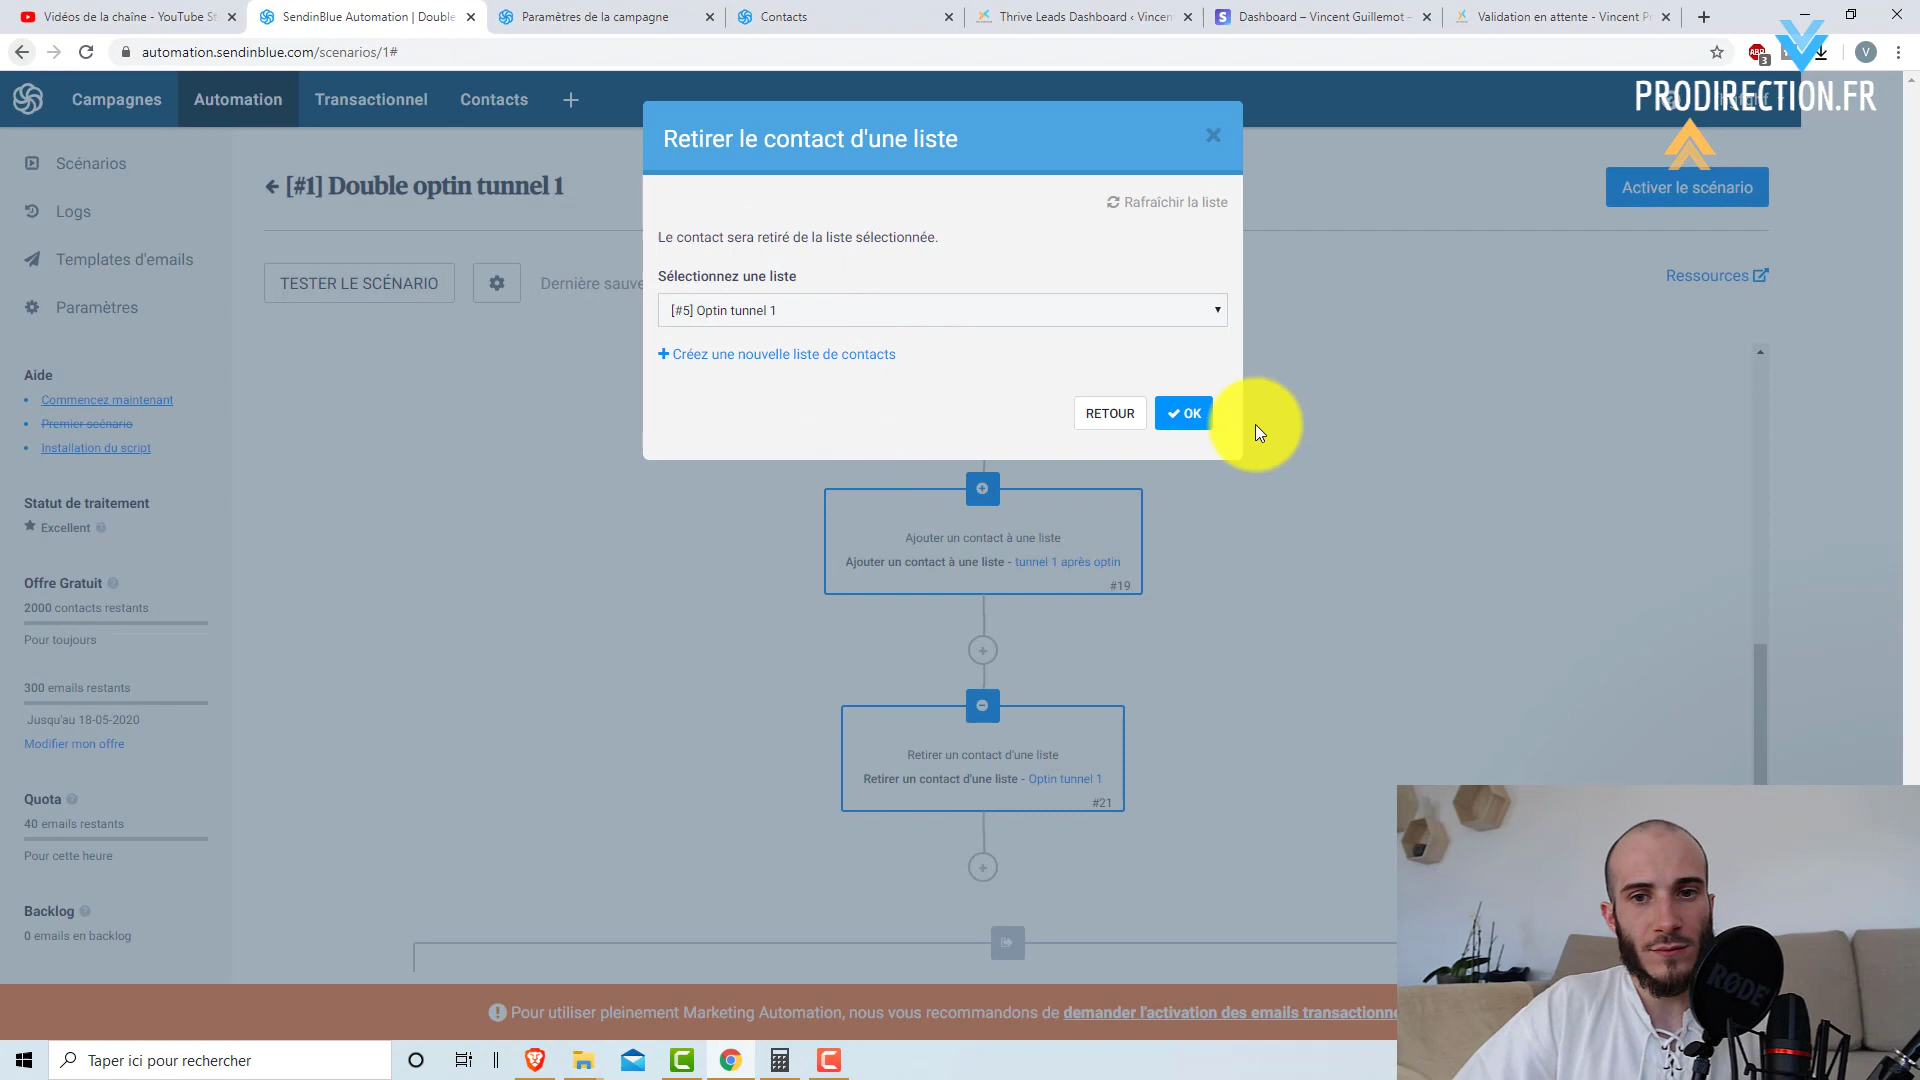 Vidéos de la chaîne - YouTube St
SendinBlue Automation | Double
Paramètres de la campagne
Contacts
Thrive Leads Dashboard ‹ Vincen
Dashboard – Vincent Guillemot –
Validation en attente - Vincent P
automation.sendinblue.com/scenarios/1#
ABP
3
V
PRODIRECTION.FR
Campagnes
Automation
Transactionnel
Contacts
Retirer le contact d'une liste
Scénarios
[#1] Double optin tunnel 1
Activer le scénario
Rafraîchir la liste
Logs
Le contact sera retiré de la liste sélectionnée.
Templates d'emails
TESTER LE SCÉNARIO
Dernière sauve
Sélectionnez une liste
Ressources
Paramètres
[#5] Optin tunnel 1
Créez une nouvelle liste de contacts
Aide
Commencez maintenant
Premier scénario
Installation du script
RETOUR
OK
Statut de traitement
Excellent
Ajouter un contact à une liste
Ajouter un contact à une liste - tunnel 1 après optin
#19
Offre Gratuit
2000 contacts restants
Pour toujours
300 emails restants
Jusqu'au 18-05-2020
Modifier mon offre
Retirer un contact d'une liste
Retirer un contact d'une liste - Optin tunnel 1
#21
Quota
40 emails restants
Pour cette heure
Backlog
0 emails en backlog
Pour utiliser pleinement Marketing Automation, nous vous recommandons de demander l'activation des emails transactionne
RØDE
Taper ici pour rechercher